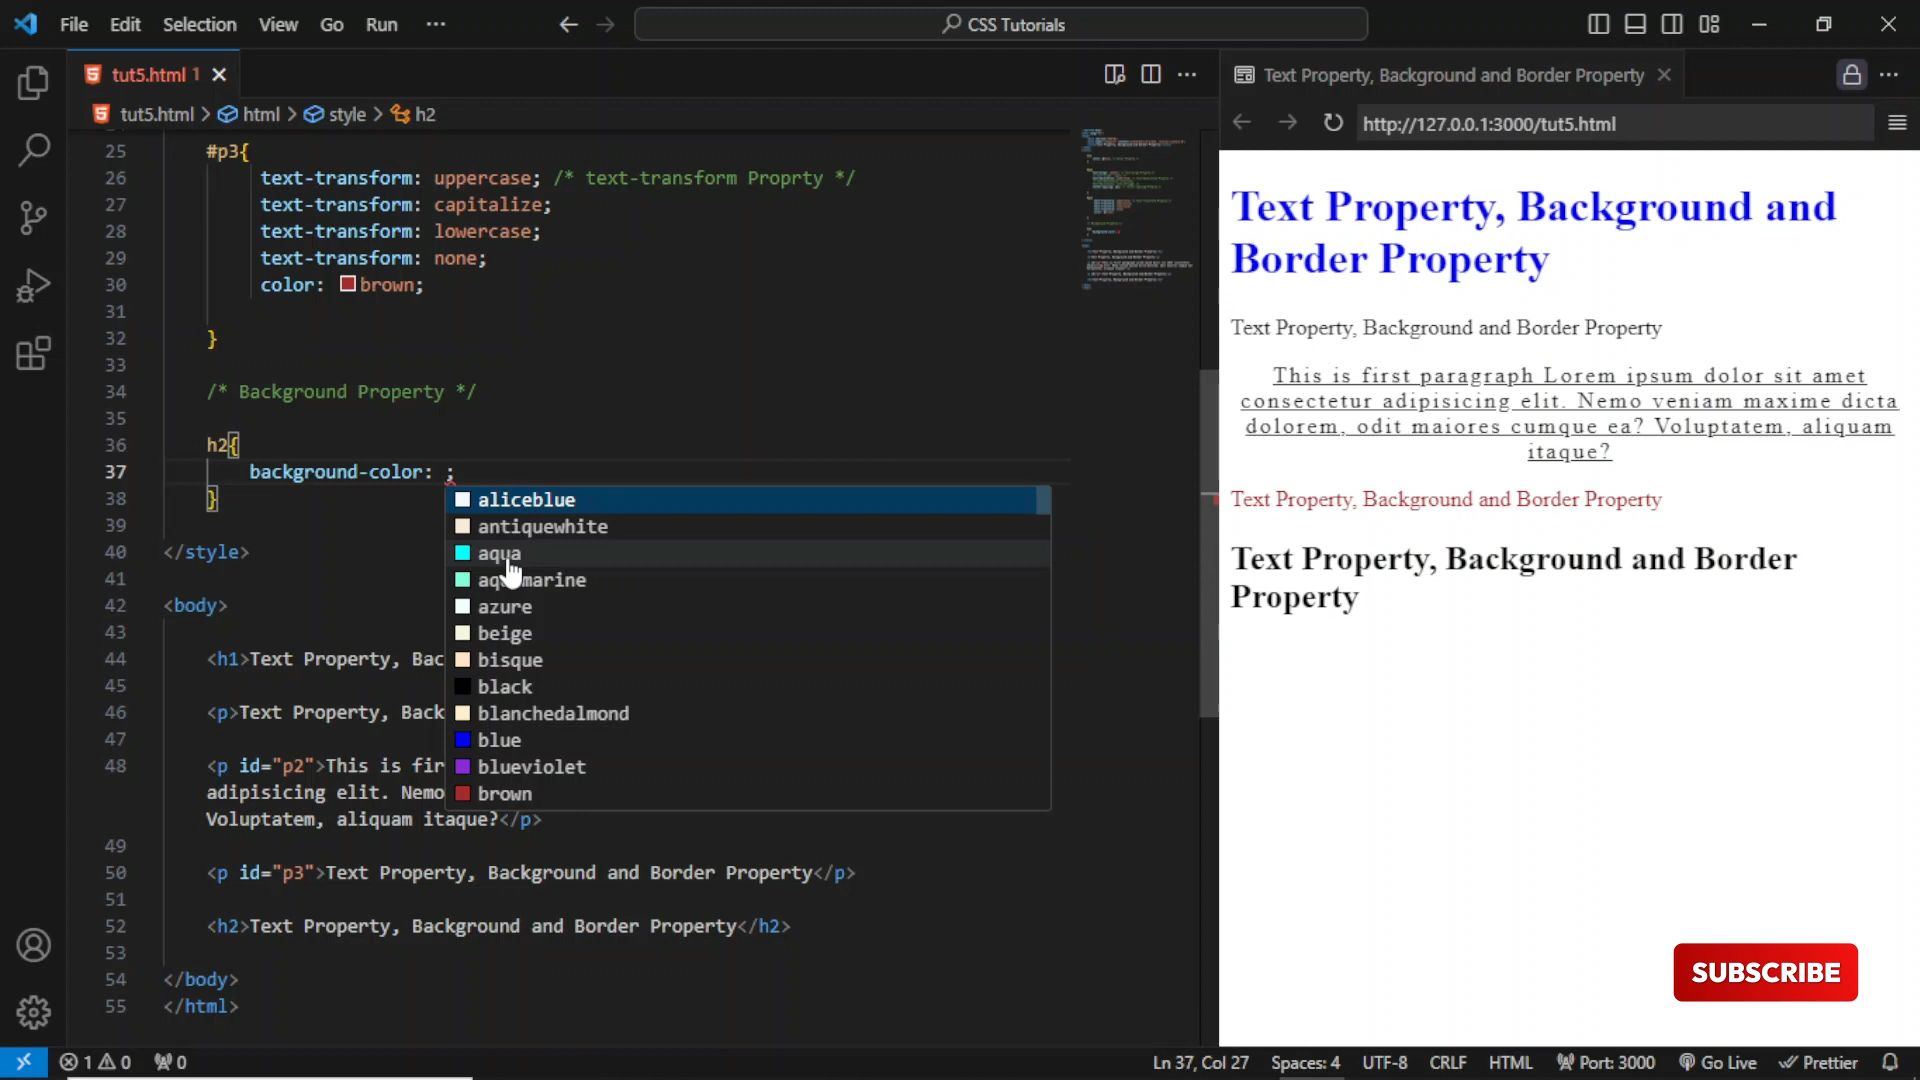 File Edit Selection View Go Run ··· CSS Tutorials
tut5.html 1
tut5.html > html > style > h2
25 #p3{
26 text-transform: uppercase; /* text-transform Proprty */
27 text-transform: capitalize;
28 text-transform: lowercase;
29 text-transform: none;
30 color: brown;
31
32 }
33
34 /* Background Property */
35
36 h2{
37 background-color: ;
38 }
39
40 </style>
41
42 <body>
43
44 <h1>Text Property, Bac
45
46 <p>Text Property, Back
47
48 <p id="p2">This is fir
adipisicing elit. Nemo
Voluptatem, aliquam itaque?</p>
49
50 <p id="p3">Text Property, Background and Border Property</p>
51
52 <h2>Text Property, Background and Border Property</h2>
53
54 </body>
55 </html>
aliceblue
antiquewhite
aqua
aquamarine
azure
beige
bisque
black
blanchedalmond
blue
blueviolet
brown
Text Property, Background and Border Property
http://127.0.0.1:3000/tut5.html
Text Property, Background and
Border Property
Text Property, Background and Border Property
This is first paragraph Lorem ipsum dolor sit amet
consectetur adipisicing elit. Nemo veniam maxime dicta
dolorem, odit maiores cumque ea? Voluptatem, aliquam
itaque?
Text Property, Background and Border Property
Text Property, Background and Border
Property
SUBSCRIBE
1 0 0 Ln 37, Col 27 Spaces: 4 UTF-8 CRLF HTML Port: 3000 Go Live Prettier